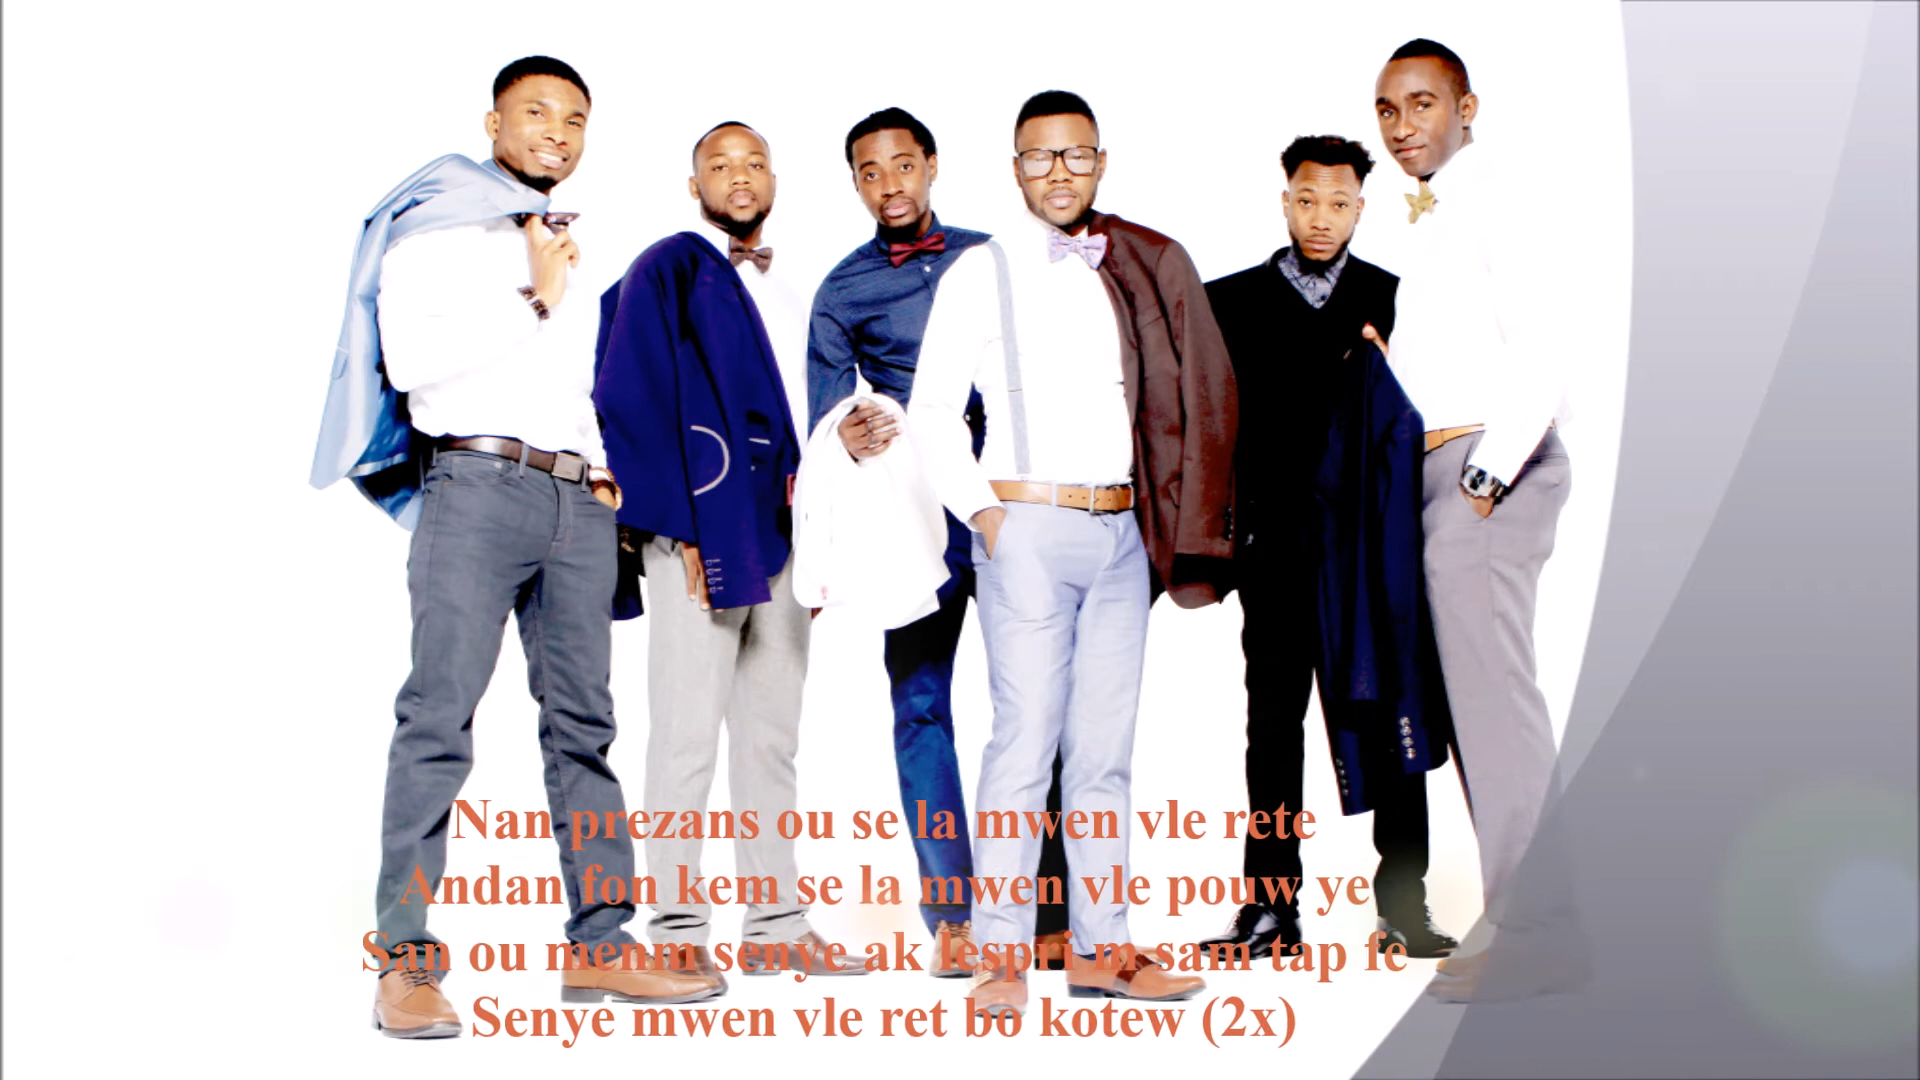 Nan prezans ou se la mwen vle rete
Andan fon kem se la mwen vle pouw ye
San ou menm senye ak lespri m sam tap fe
Senye mwen vle ret bo kotew (2x)